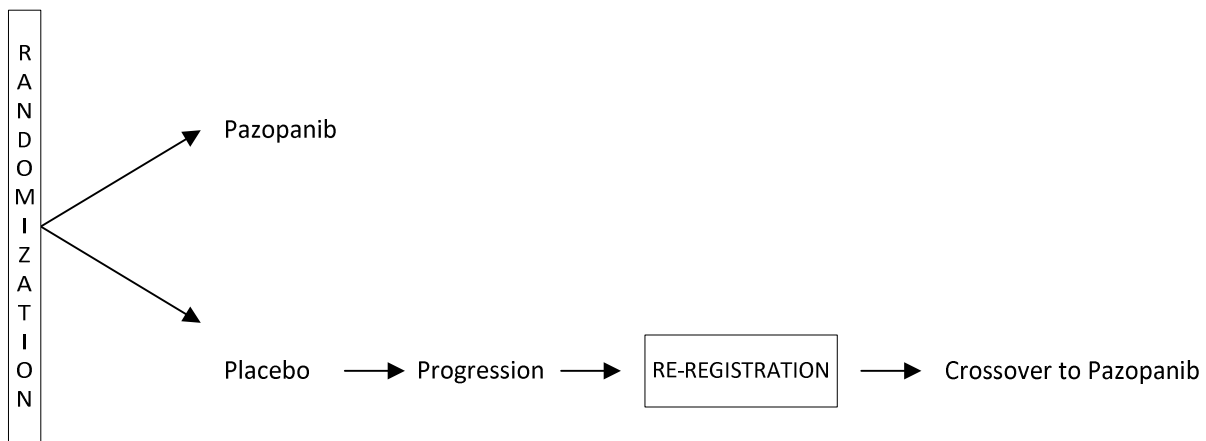 RANDOMIZATION
Pazopanib
Placebo
Progression
RE-REGISTRATION
Crossover to Pazopanib